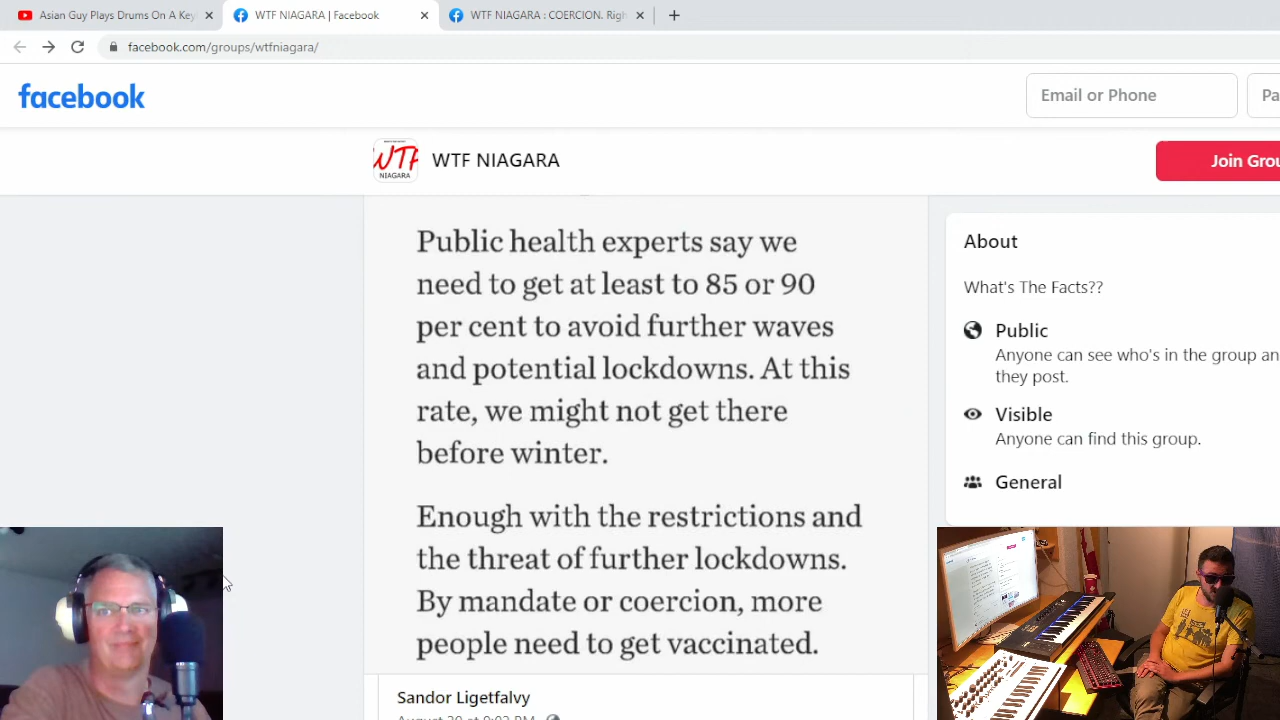 Asian Guy Plays Drums On A Key
WTF NIAGARA | Facebook
WTF NIAGARA : COERCION. Righ
facebook.com/groups/wtfniagara/
facebook
Email or Phone
Pa
WTF NIAGARA
WTF NIAGARA
Join Grou
Public health experts say we
need to get at least to 85 or 90
per cent to avoid further waves
and potential lockdowns. At this
rate, we might not get there
before winter.
Enough with the restrictions and
the threat of further lockdowns.
By mandate or coercion, more
people need to get vaccinated.
Sandor Ligetfalvy
About
What's The Facts??
Public
Anyone can see who's in the group an
they post.
Visible
Anyone can find this group.
General